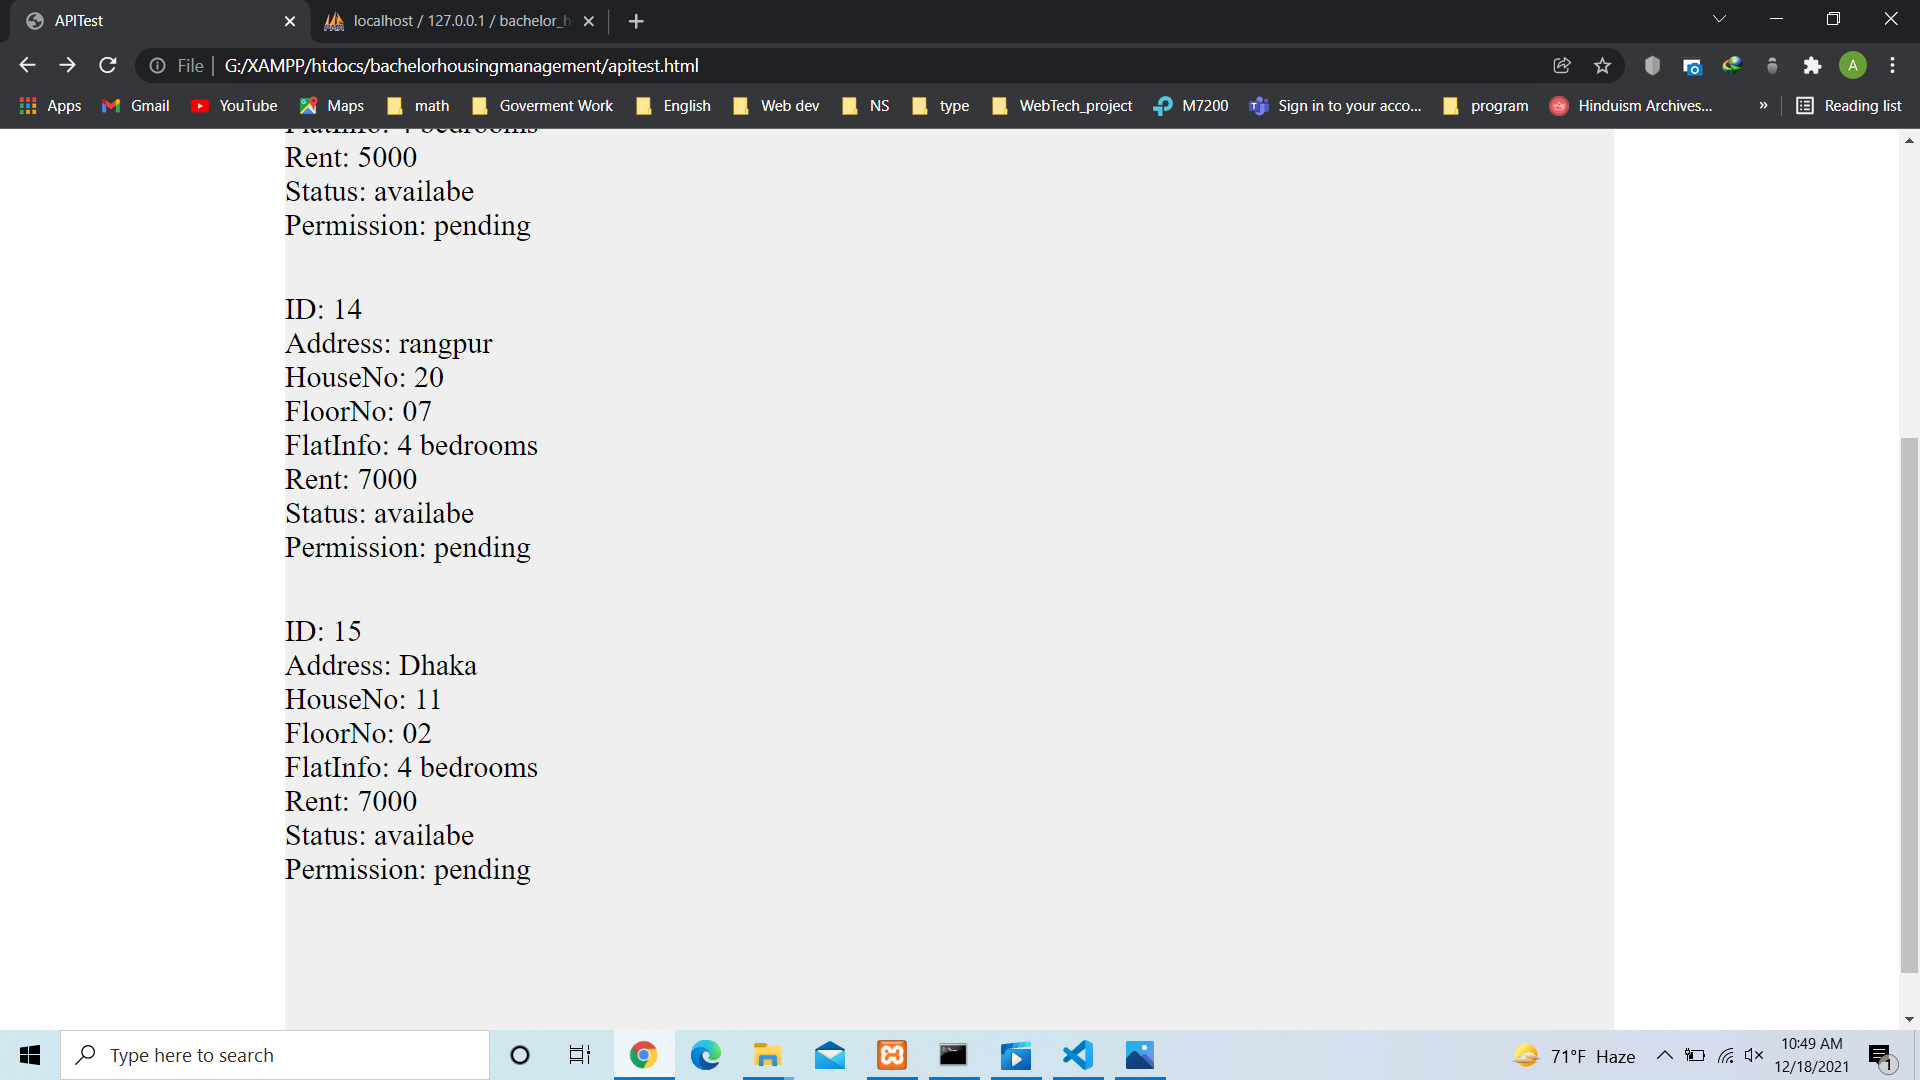 APITest
localhost / 127.0.0.1 / bachelor_h
File
G:/XAMPP/htdocs/bachelorhousingmanagement/apitest.html
A
Apps
Gmail
YouTube
Maps
math
Goverment Work
English
Web dev
NS
type
WebTech_project
M7200
Sign in to your acco...
program
Hinduism Archives...
»
Reading list
FlatInfo: 4 bedrooms
Rent: 5000
Status: availabe
Permission: pending
ID: 14
Address: rangpur
HouseNo: 20
FloorNo: 07
FlatInfo: 4 bedrooms
Rent: 7000
Status: availabe
Permission: pending
ID: 15
Address: Dhaka
HouseNo: 11
FloorNo: 02
FlatInfo: 4 bedrooms
Rent: 7000
Status: availabe
Permission: pending
Type here to search
71°F Haze
10:49 AM
12/18/2021
1